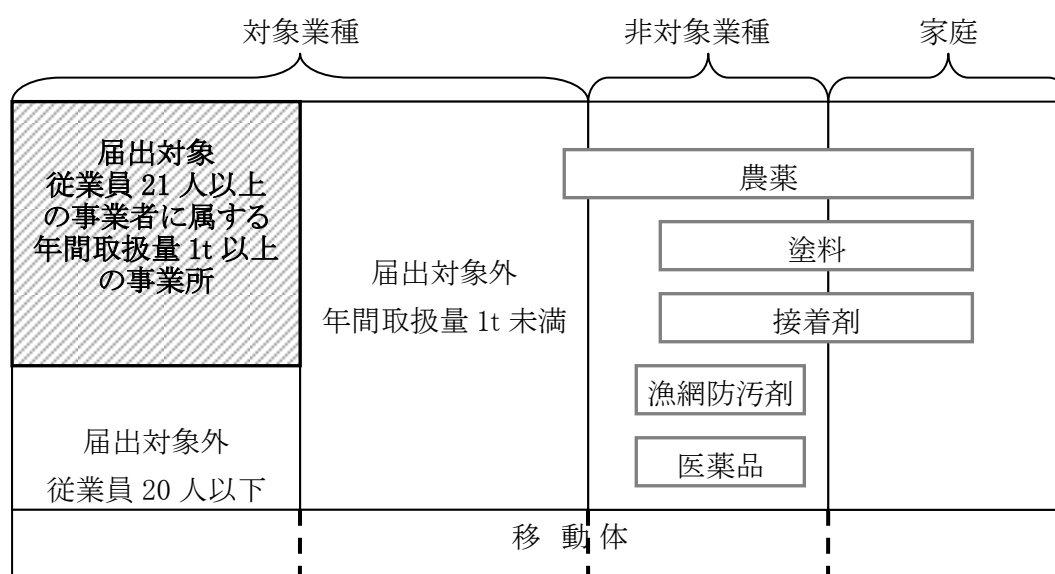 対象業種
非対象業種
家庭
届出対象
従業員 21 人以上
の事業者に属する
年間取扱量 1t 以上
の事業所
届出対象外
年間取扱量 1t 未満
届出対象外
従業員 20 人以下
農薬
塗料
接着剤
漁網防汚剤
医薬品
移 動 体